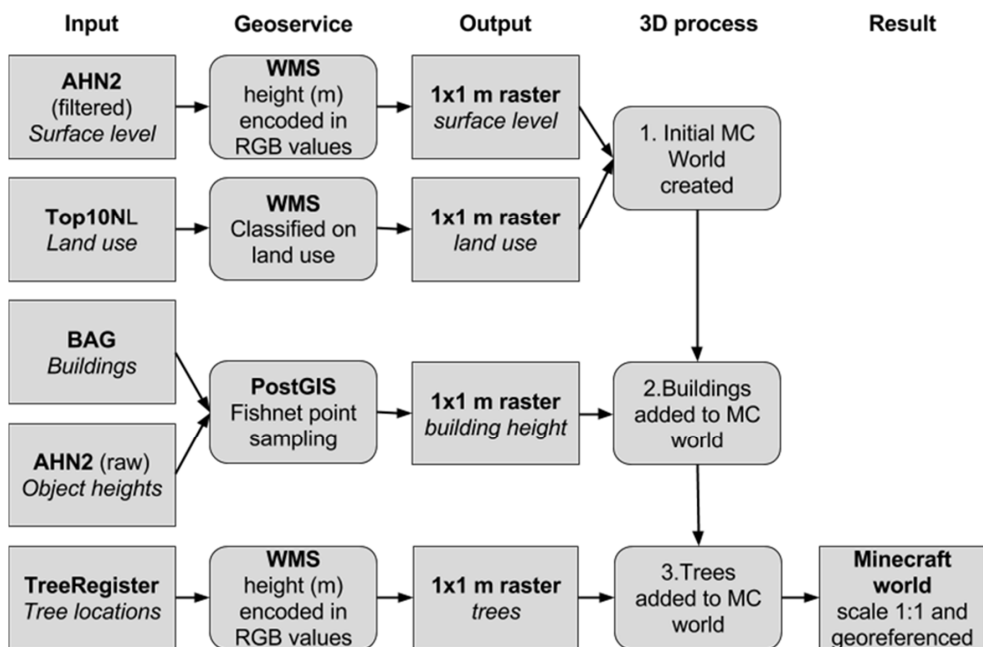 Input
Geoservice
Output
3D process
Result
AHN2
(filtered)
Surface level
WMS
height (m)
encoded in
RGB values
1x1 m raster
surface level
1. Initial MC
World
created
Top10NL
Land use
WMS
Classified on
land use
1x1 m raster
land use
BAG
Buildings
PostGIS
Fishnet point
sampling
1x1 m raster
building height
2.Buildings
added to MC
world
AHN2 (raw)
Object heights
TreeRegister
Tree locations
WMS
height (m)
encoded in
RGB values
1x1 m raster
trees
3.Trees
added to MC
world
Minecraft
world
scale 1:1 and
georeferenced